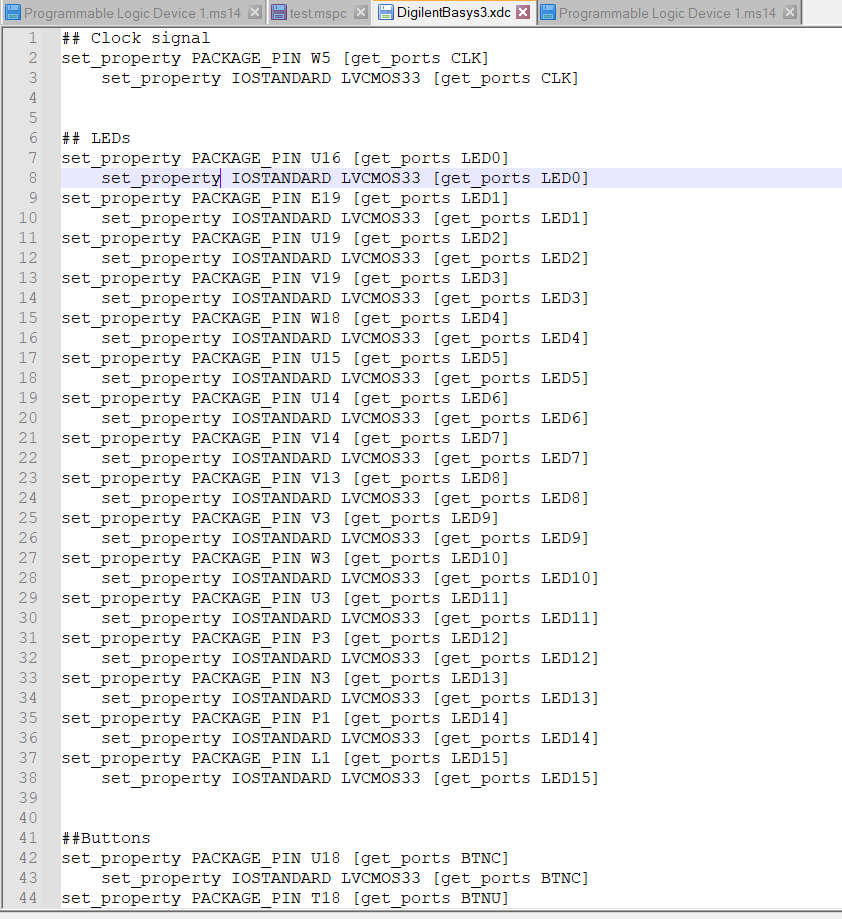 Programmable Logic Device 1.ms14 test.mspc DigilentBasys3.xdc Programmable Logic Device 1.ms14
1 ## Clock signal
2 set_property PACKAGE_PIN W5 [get_ports CLK]
3 set_property IOSTANDARD LVCMOS33 [get_ports CLK]
4
5
6 ## LEDs
7 set_property PACKAGE_PIN U16 [get_ports LED0]
8 set_property IOSTANDARD LVCMOS33 [get_ports LED0]
9 set_property PACKAGE_PIN E19 [get_ports LED1]
10 set_property IOSTANDARD LVCMOS33 [get_ports LED1]
11 set_property PACKAGE_PIN U19 [get_ports LED2]
12 set_property IOSTANDARD LVCMOS33 [get_ports LED2]
13 set_property PACKAGE_PIN V19 [get_ports LED3]
14 set_property IOSTANDARD LVCMOS33 [get_ports LED3]
15 set_property PACKAGE_PIN W18 [get_ports LED4]
16 set_property IOSTANDARD LVCMOS33 [get_ports LED4]
17 set_property PACKAGE_PIN U15 [get_ports LED5]
18 set_property IOSTANDARD LVCMOS33 [get_ports LED5]
19 set_property PACKAGE_PIN U14 [get_ports LED6]
20 set_property IOSTANDARD LVCMOS33 [get_ports LED6]
21 set_property PACKAGE_PIN V14 [get_ports LED7]
22 set_property IOSTANDARD LVCMOS33 [get_ports LED7]
23 set_property PACKAGE_PIN V13 [get_ports LED8]
24 set_property IOSTANDARD LVCMOS33 [get_ports LED8]
25 set_property PACKAGE_PIN V3 [get_ports LED9]
26 set_property IOSTANDARD LVCMOS33 [get_ports LED9]
27 set_property PACKAGE_PIN W3 [get_ports LED10]
28 set_property IOSTANDARD LVCMOS33 [get_ports LED10]
29 set_property PACKAGE_PIN U3 [get_ports LED11]
30 set_property IOSTANDARD LVCMOS33 [get_ports LED11]
31 set_property PACKAGE_PIN P3 [get_ports LED12]
32 set_property IOSTANDARD LVCMOS33 [get_ports LED12]
33 set_property PACKAGE_PIN N3 [get_ports LED13]
34 set_property IOSTANDARD LVCMOS33 [get_ports LED13]
35 set_property PACKAGE_PIN P1 [get_ports LED14]
36 set_property IOSTANDARD LVCMOS33 [get_ports LED14]
37 set_property PACKAGE_PIN L1 [get_ports LED15]
38 set_property IOSTANDARD LVCMOS33 [get_ports LED15]
39
40
41 ##Buttons
42 set_property PACKAGE_PIN U18 [get_ports BTNC]
43 set_property IOSTANDARD LVCMOS33 [get_ports BTNC]
44 set_property PACKAGE_PIN T18 [get_ports BTNU]